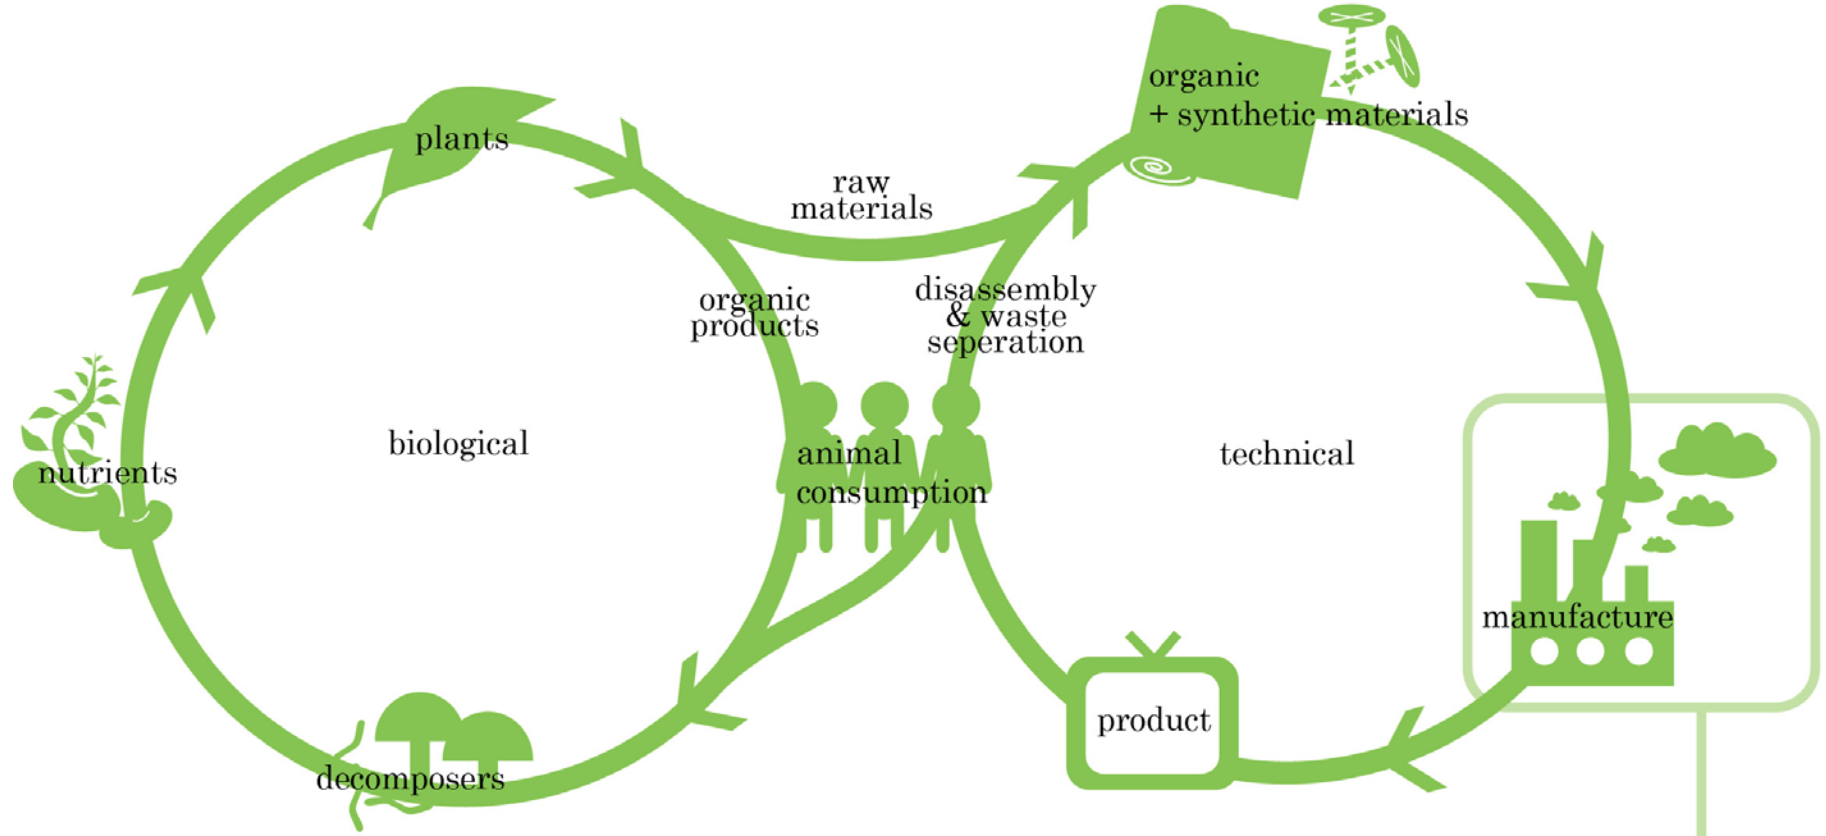 organic
+ synthetic materials
plants
raw
materials
organic
products
disassembly
& waste
seperation
biological
technical
animal
consumption
nutrients
manufacture
product
decomposers